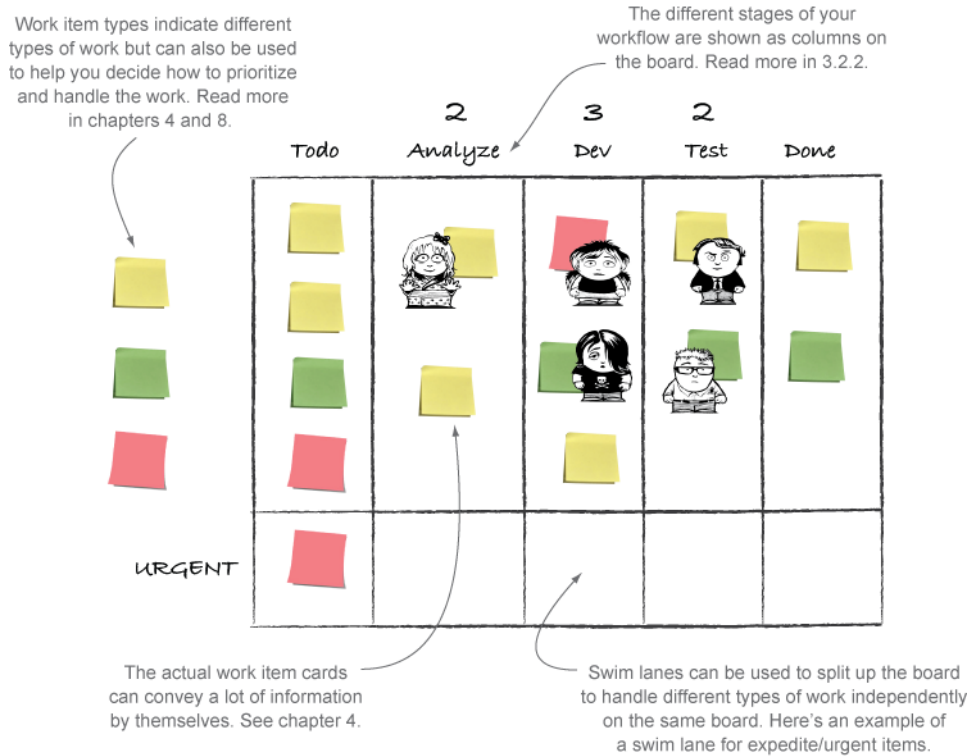 Work item types indicate different
types of work but can also be used
to help you decide how to prioritize
and handle the work. Read more
in chapters 4 and 8.
The different stages of your
workflow are shown as columns on
the board. Read more in 3.2.2.
2 3 2
Todo Analyze Dev Test Done
URGENT
The actual work item cards
can convey a lot of information
by themselves. See chapter 4.
Swim lanes can be used to split up the board
to handle different types of work independently
on the same board. Here's an example of
a swim lane for expedite/urgent items.